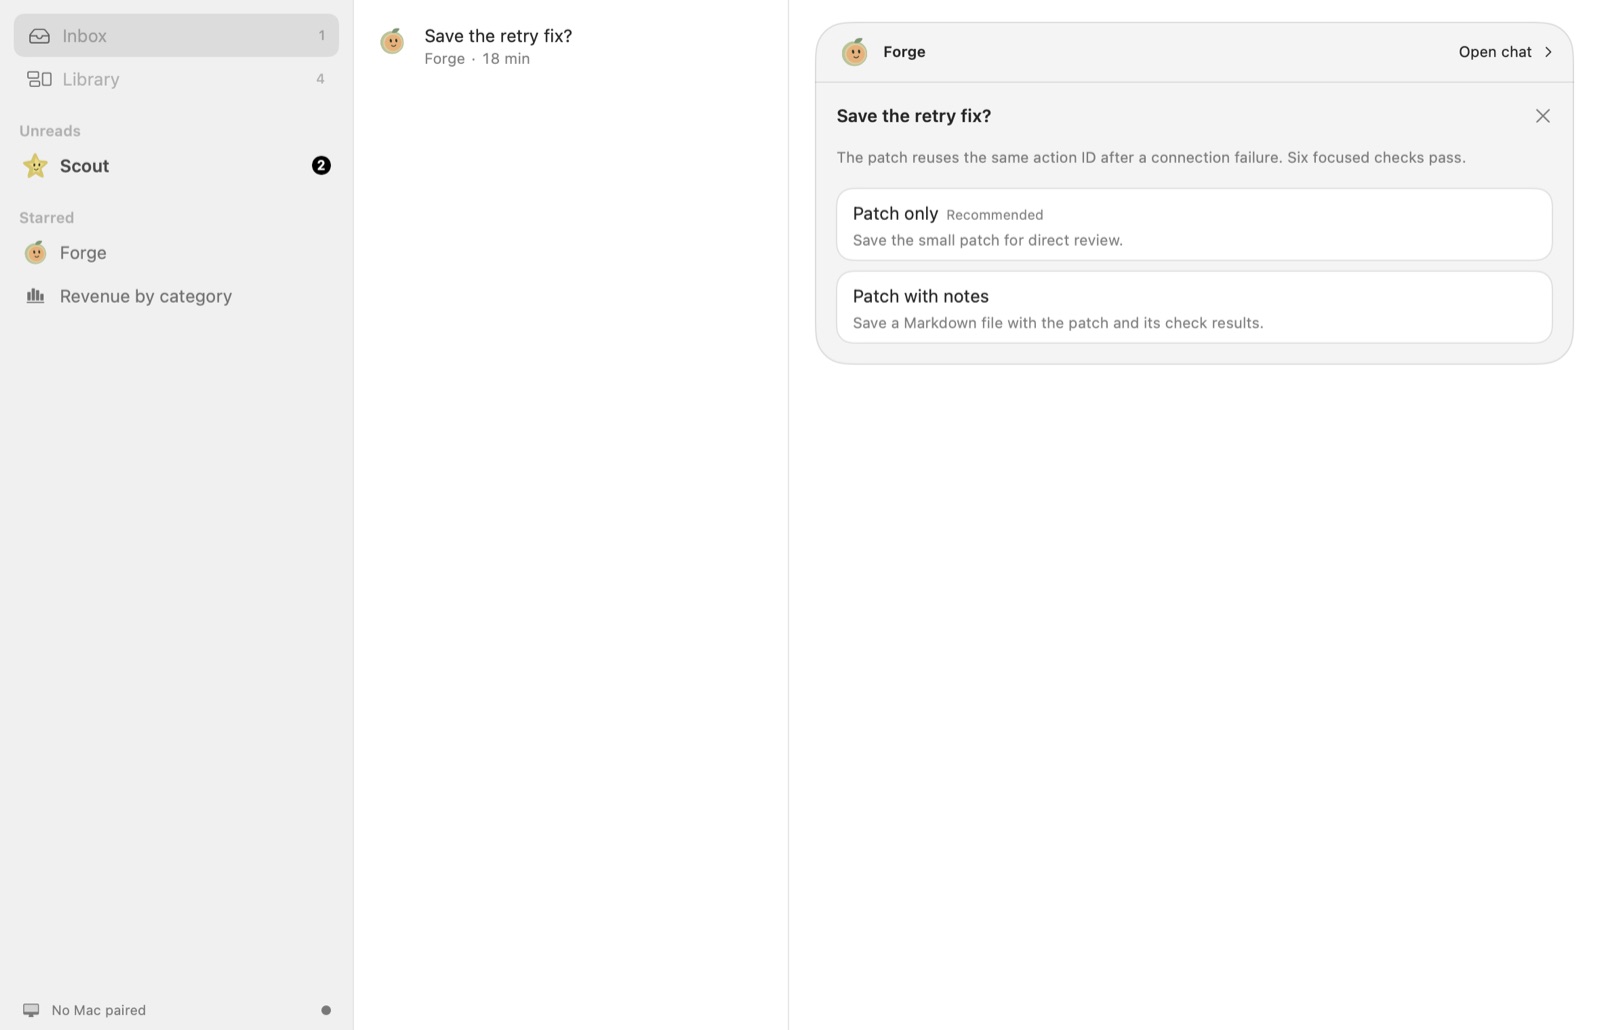 Inbox 1
Library 4
Unreads
Scout 2
Starred
Forge
Revenue by category
No Mac paired
Save the retry fix?
Forge · 18 min
Forge Open chat
Save the retry fix?
The patch reuses the same action ID after a connection failure. Six focused checks pass.
Patch only Recommended
Save the small patch for direct review.
Patch with notes
Save a Markdown file with the patch and its check results.